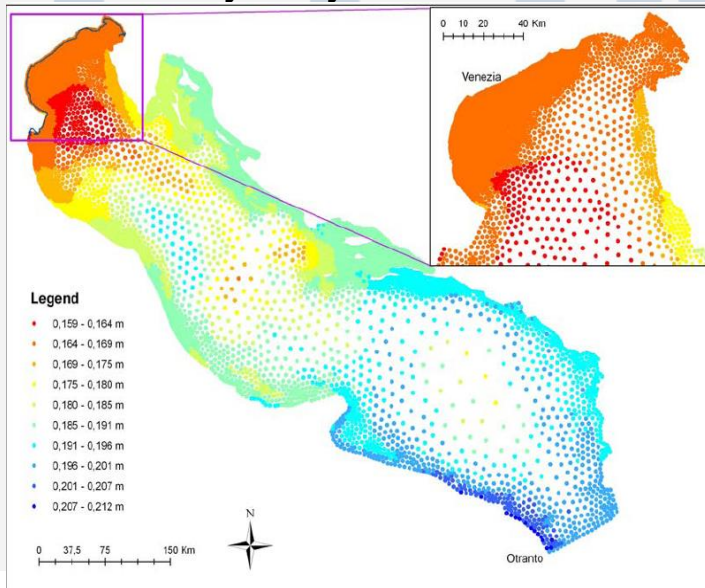 0 10 20 40 Km
Venezia
Legend
0,159 - 0,164 m
0,164 - 0,169 m
0,169 - 0,175 m
0,175 - 0,180 m
0,180 - 0,185 m
0,185 - 0,191 m
0,191 - 0,196 m
0,196 - 0,201 m
0,201 - 0,207 m
0,207 - 0,212 m
N
0 37,5 75 150 Km
Otranto